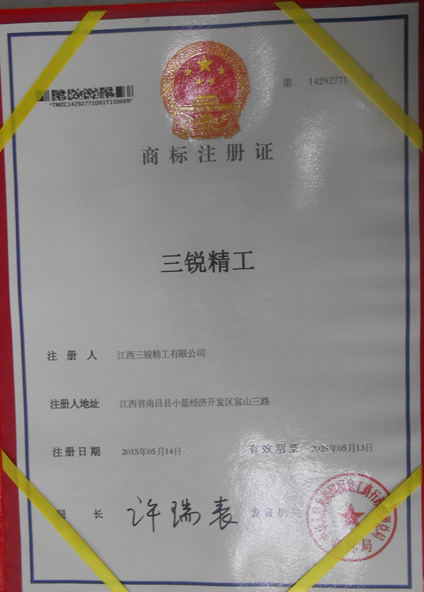 第 14292771
*TMZC14292771D01T150609*
商标注册证
三锐精工
注册人 江西三锐精工有限公司
注册人地址 江西省南昌县小蓝经济开发区富山三路
注册日期 2015年05月14日 有效期至 2025年05月13日
局长 许瑞表 发证机关